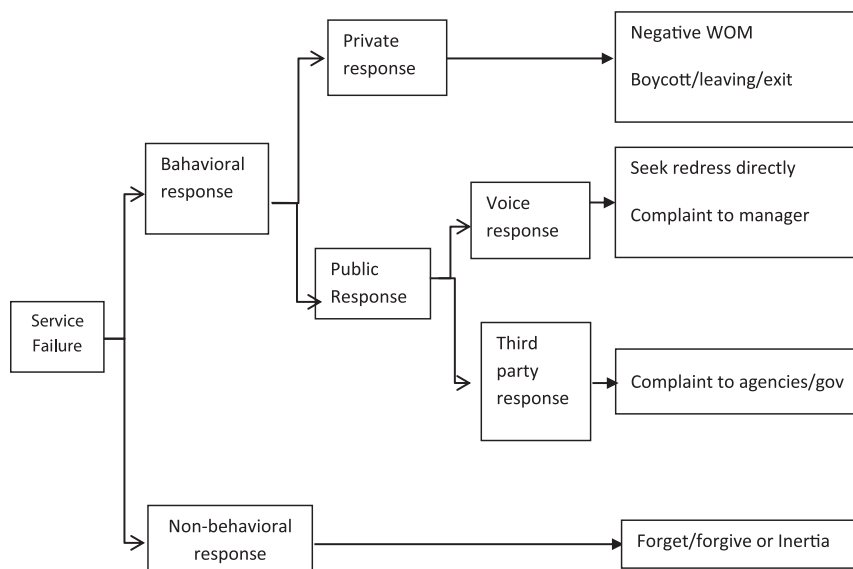 Private
response
Negative WOM
Boycott/leaving/exit
Bahavioral
response
Voice
response
Seek redress directly
Complaint to manager
Public
Response
Service
Failure
Third
party
response
Complaint to agencies/gov
Non-behavioral
response
Forget/forgive or Inertia